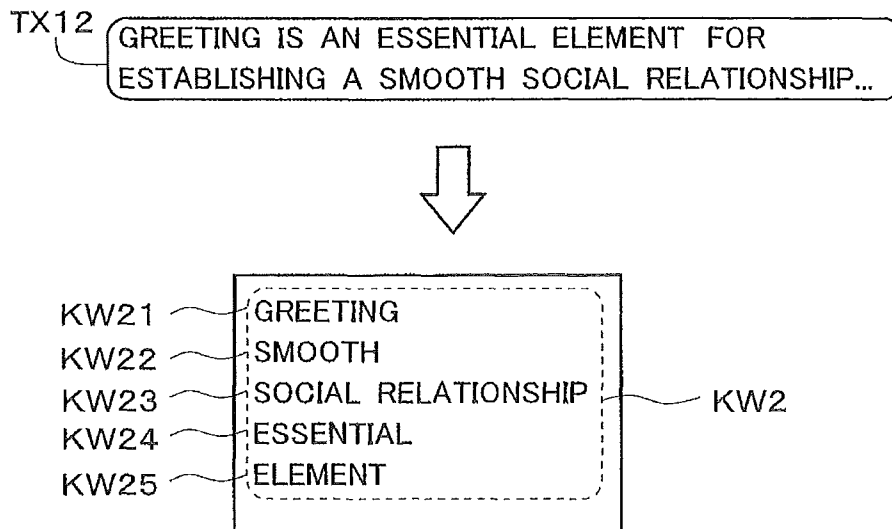 TX12
GREETING IS AN ESSENTIAL ELEMENT FOR
ESTABLISHING A SMOOTH SOCIAL RELATIONSHIP...
KW21 GREETING
KW22 SMOOTH
KW23 SOCIAL RELATIONSHIP KW2
KW24 ESSENTIAL
KW25 ELEMENT